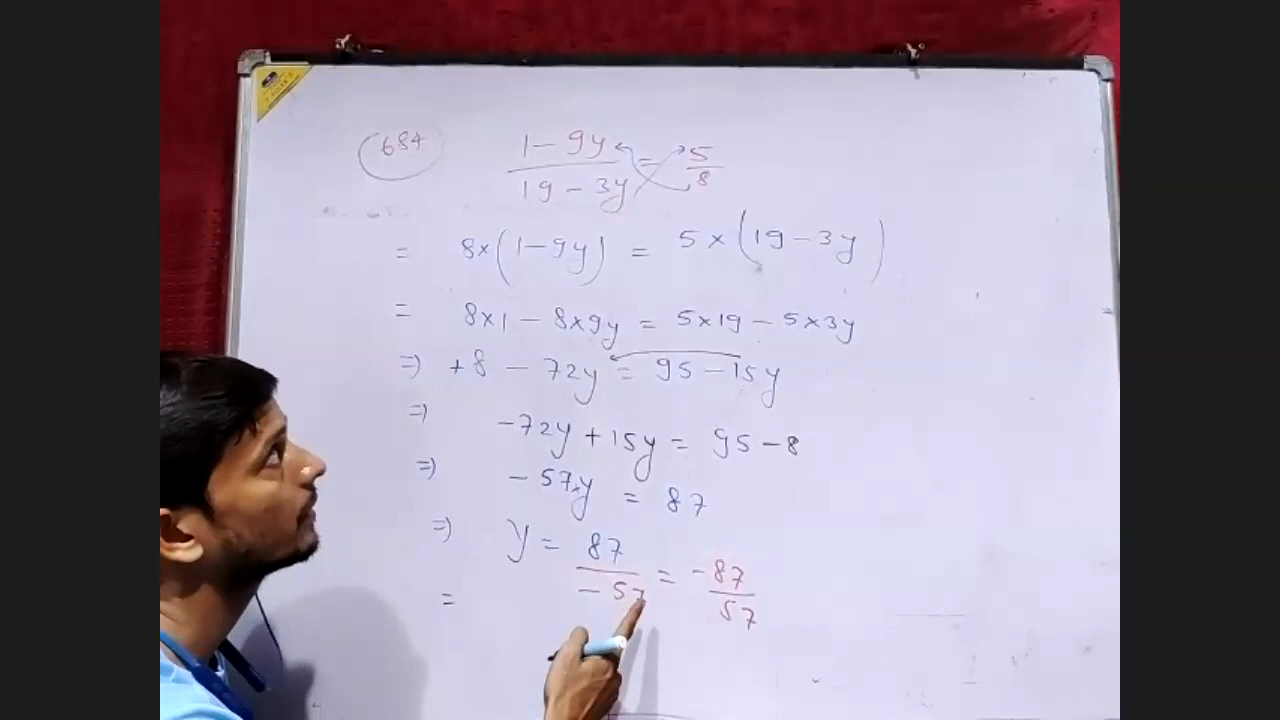 684
1 - 9y / 19 - 3y = 5/8
= 8×(1 - 9y) = 5×(19 - 3y)
= 8×1 - 8×9y = 5×19 - 5×3y
⇒ +8 - 72y = 95 - 15y
⇒ -72y + 15y = 95 - 8
⇒ -57×y = 87
⇒ y = 87 / -57 = -87 / 57
=